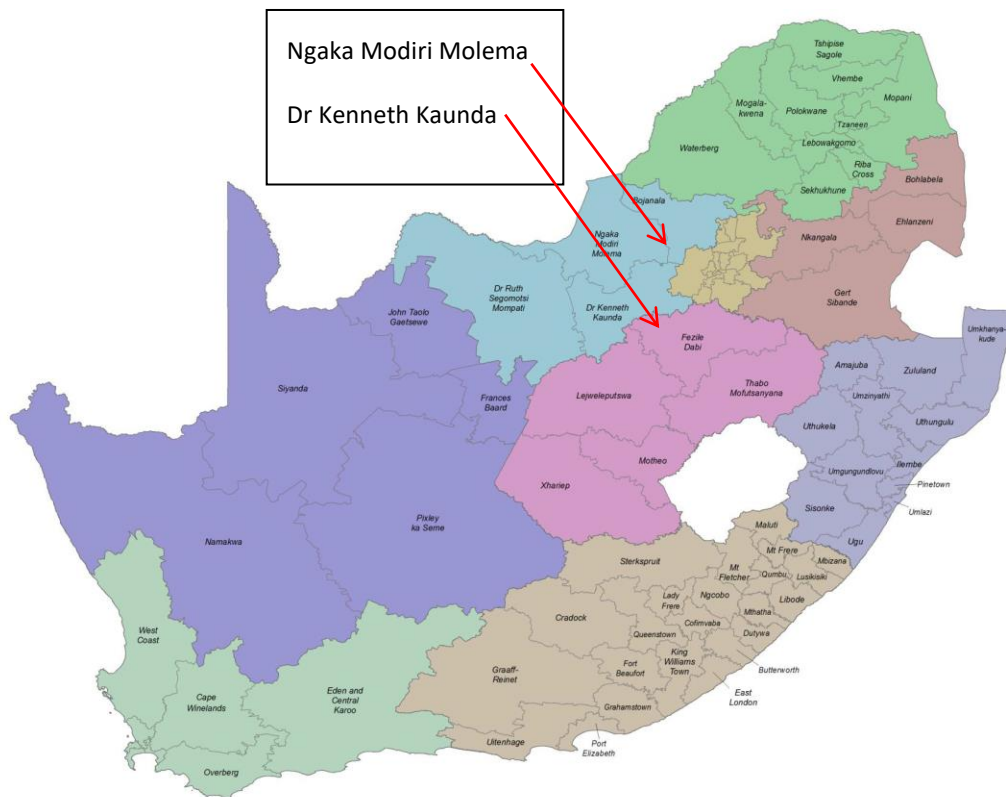 Ngaka Modiri Molema
Dr Kenneth Kaunda
Tshipise
Sagole
Vhembe
Mopani
Mogala-
kwena
Polokwane
Tzaneen
Lebowakgomo
Waterberg
Riba
Cross
Sekhukhune
Bohlabela
Bojanala
Ehlanzeni
Nkangala
Ngaka
Modiri
Molema
Gert
Sibande
Dr Ruth
Segomotsi
Mompati
Dr Kenneth
Kaunda
John Taolo
Gaetsewe
Fezile
Dabi
Umkhanya-
kude
Amajuba
Zululand
Siyanda
Frances
Baard
Lejweleputswa
Thabo
Mofutsanyana
Umzinyathi
Uthukela
Uthungulu
Motheo
Umgungundlovu
Ilembe
Pinetown
Xhariep
Sisonke
Umlazi
Pixley
ka Seme
Namakwa
Ugu
Maluti
Sterkspruit
Mt Frere
Mbizana
Mt
Fletcher
Qumbu
Lusikisiki
Lady
Frere
Ngcobo
Libode
Cradock
Mthatha
Cofimvaba
West
Coast
Queenstown
Dutywa
King
Williams
Town
Butterworth
Graaff-
Reinet
Fort
Beaufort
East
London
Cape
Winelands
Eden and
Central
Karoo
Grahamstown
Uitenhage
Port
Elizabeth
Overberg